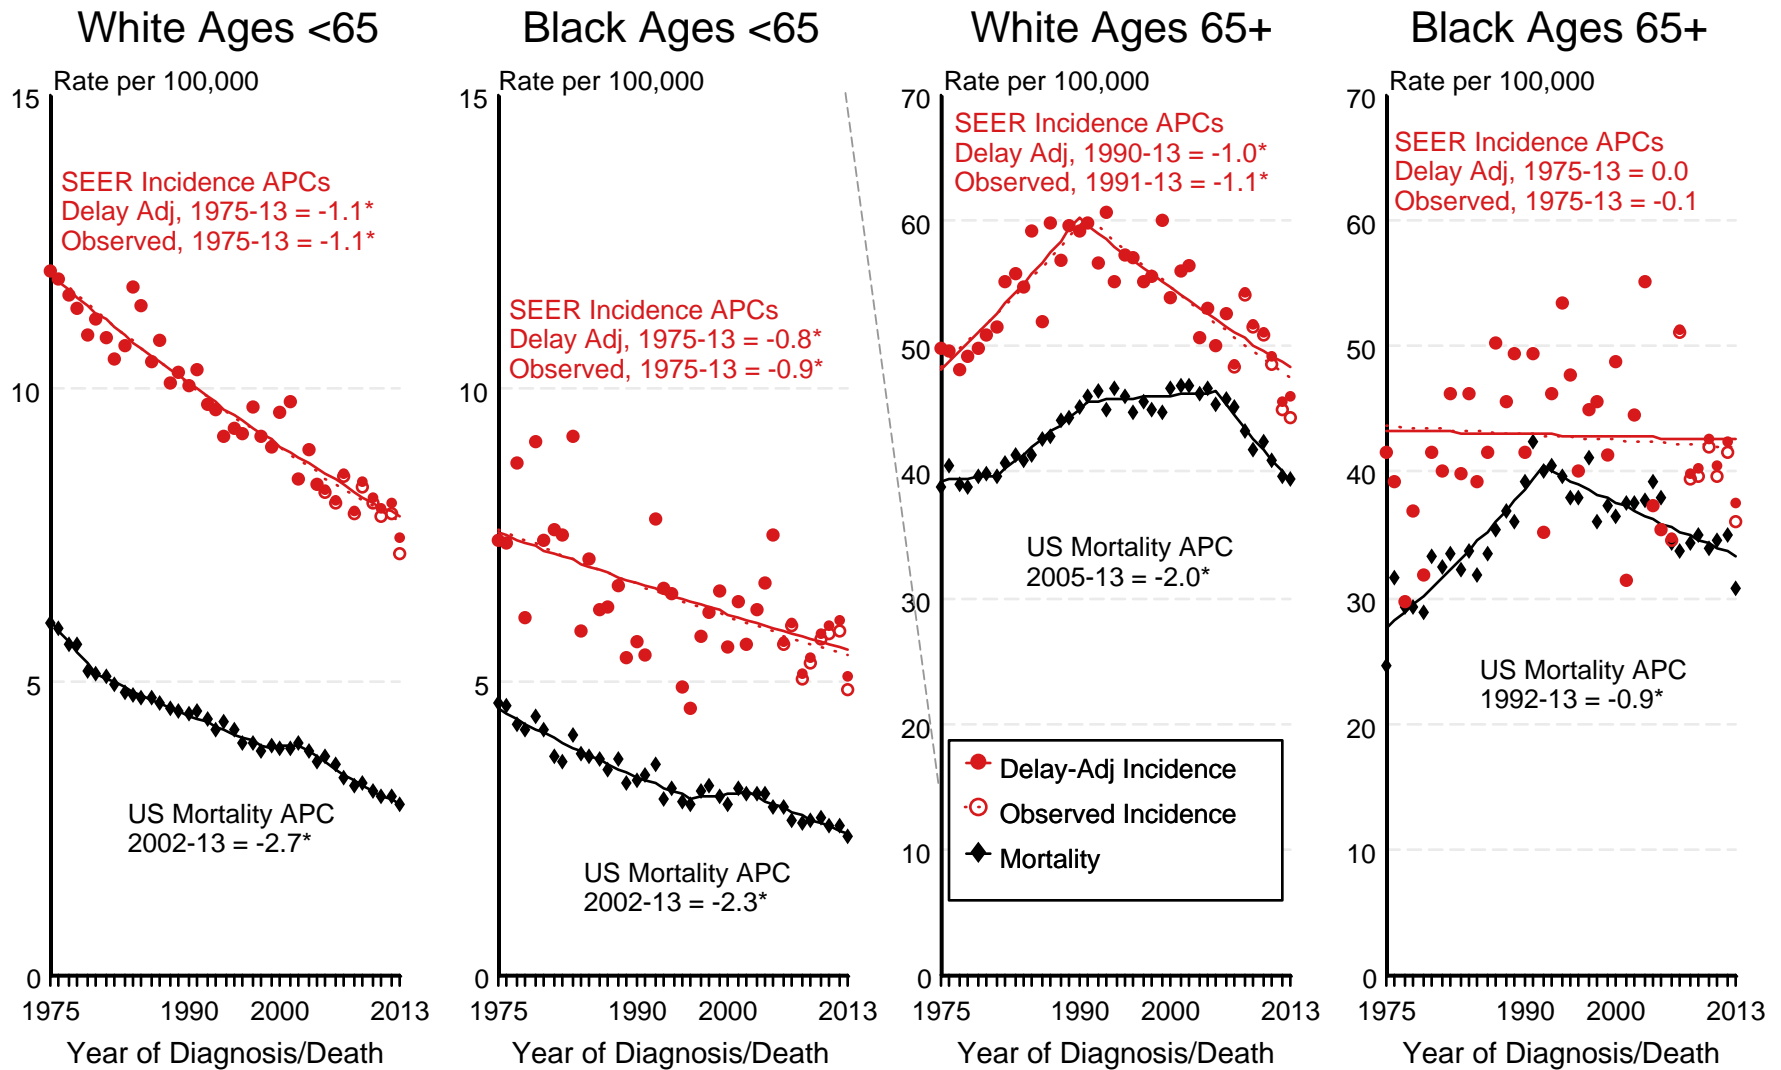 White Ages <65
Rate per 100,000
15
10
5
0
SEER Incidence APCs
Delay Adj, 1975-13 = -1.1*
Observed, 1975-13 = -1.1*
US Mortality APC
2002-13 = -2.7*
1975
1990
2000
2013
Year of Diagnosis/Death
Black Ages <65
Rate per 100,000
15
10
5
0
SEER Incidence APCs
Delay Adj, 1975-13 = -0.8*
Observed, 1975-13 = -0.9*
US Mortality APC
2002-13 = -2.3*
1975
1990
2000
2013
Year of Diagnosis/Death
White Ages 65+
Rate per 100,000
70
60
50
40
30
20
10
0
SEER Incidence APCs
Delay Adj, 1990-13 = -1.0*
Observed, 1991-13 = -1.1*
US Mortality APC
2005-13 = -2.0*
Delay-Adj Incidence
Observed Incidence
Mortality
1975
1990
2000
2013
Year of Diagnosis/Death
Black Ages 65+
Rate per 100,000
70
60
50
40
30
20
10
0
SEER Incidence APCs
Delay Adj, 1975-13 = 0.0
Observed, 1975-13 = -0.1
US Mortality APC
1992-13 = -0.9*
1975
1990
2000
2013
Year of Diagnosis/Death